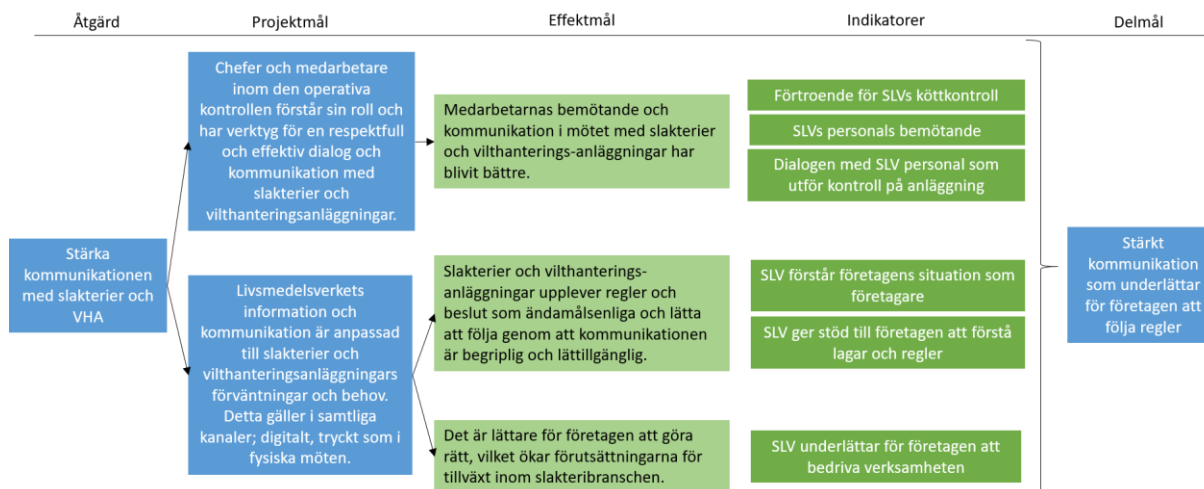 Åtgärd
Projektmål
Effektmål
Indikatorer
Delmål
Stärka
kommunikationen
med slakterier och
VHA
Chefer och medarbetare
inom den operativa
kontrollen förstår sin roll och
har verktyg för en respektfull
och effektiv dialog och
kommunikation med
slakterier och
vilthanteringsanläggningar.
Livsmedelsverkets
information och
kommunikation är anpassad
till slakterier och
vilthanteringsanläggningars
förväntningar och behov.
Detta gäller i samtliga
kanaler; digitalt, tryckt som i
fysiska möten.
Medarbetarnas bemötande och
kommunikation i mötet med slakterier
och vilthanterings-anläggningar har
blivit bättre.
Slakterier och vilthanterings-
anläggningar upplever regler och
beslut som ändamålsenliga och lätta
att följa genom att kommunikationen
är begriplig och lättillgänglig.
Det är lättare för företagen att göra
rätt, vilket ökar förutsättningarna för
tillväxt inom slakteribranschen.
Förtroende för SLVs köttkontroll
SLVs personals bemötande
Dialogen med SLV personal som
utför kontroll på anläggning
SLV förstår företagens situation som
företagare
SLV ger stöd till företagen att förstå
lagar och regler
SLV underlättar för företagen att
bedriva verksamheten
Stärkt
kommunikation
som underlättar
för företagen att
följa regler